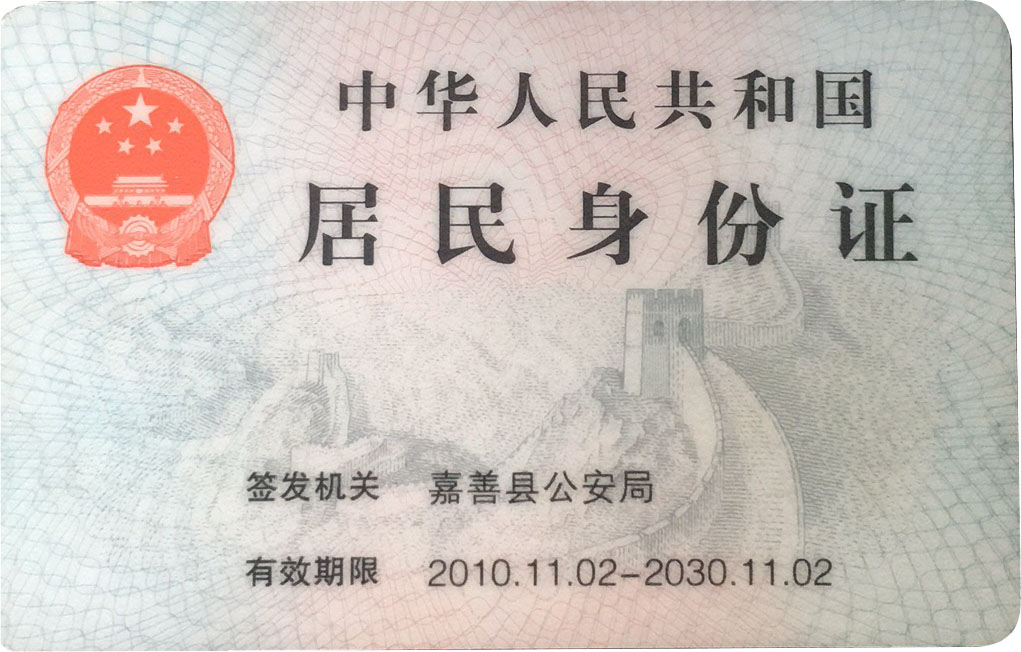 中华人民共和国
居民身份证
签发机关 嘉善县公安局
有效期限 2010.11.02-2030.11.02